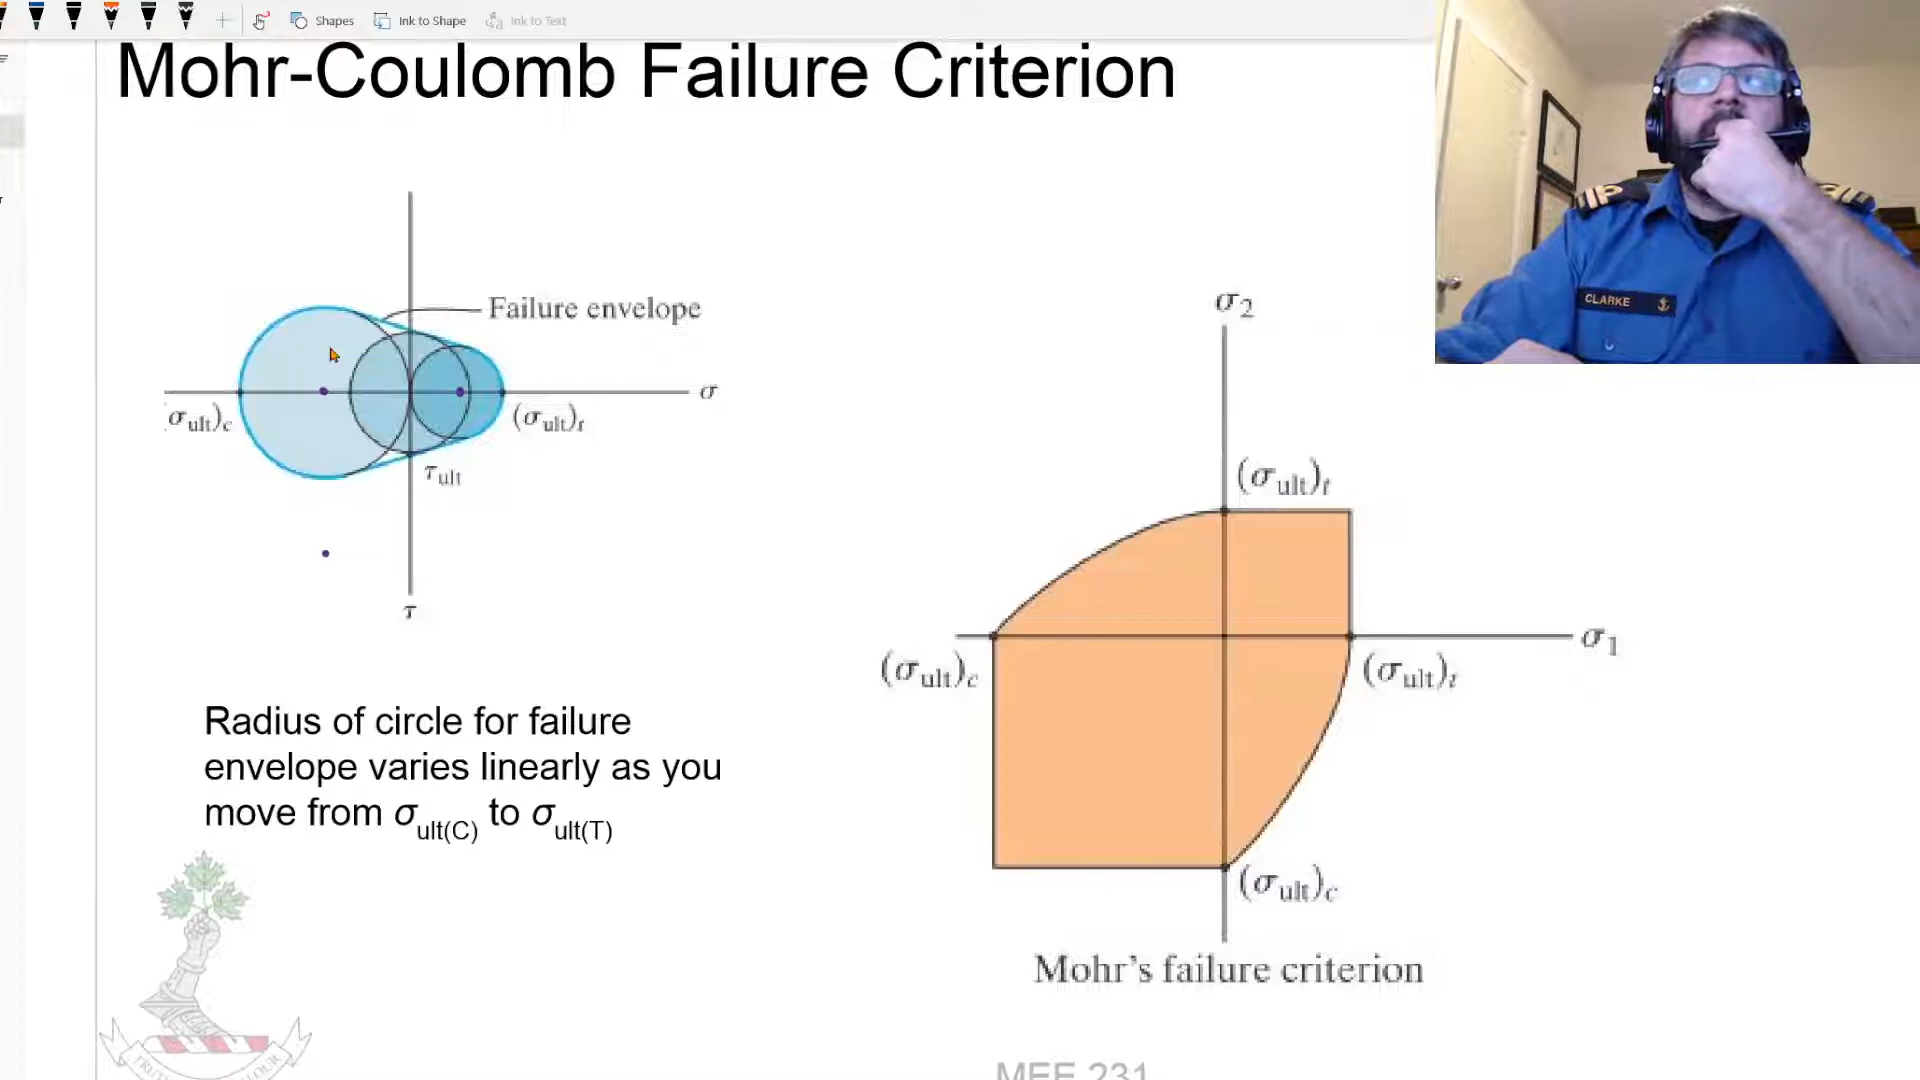 Shapes
Ink to Shape
Ink to Text
Mohr-Coulomb Failure Criterion
CLARKE
Failure envelope
σ
(σult)c
(σult)t
τult
τ
σ2
(σult)t
σ1
(σult)c
(σult)t
(σult)c
Mohr's failure criterion
Radius of circle for failure
envelope varies linearly as you
move from σult(C) to σult(T)
MEE 231